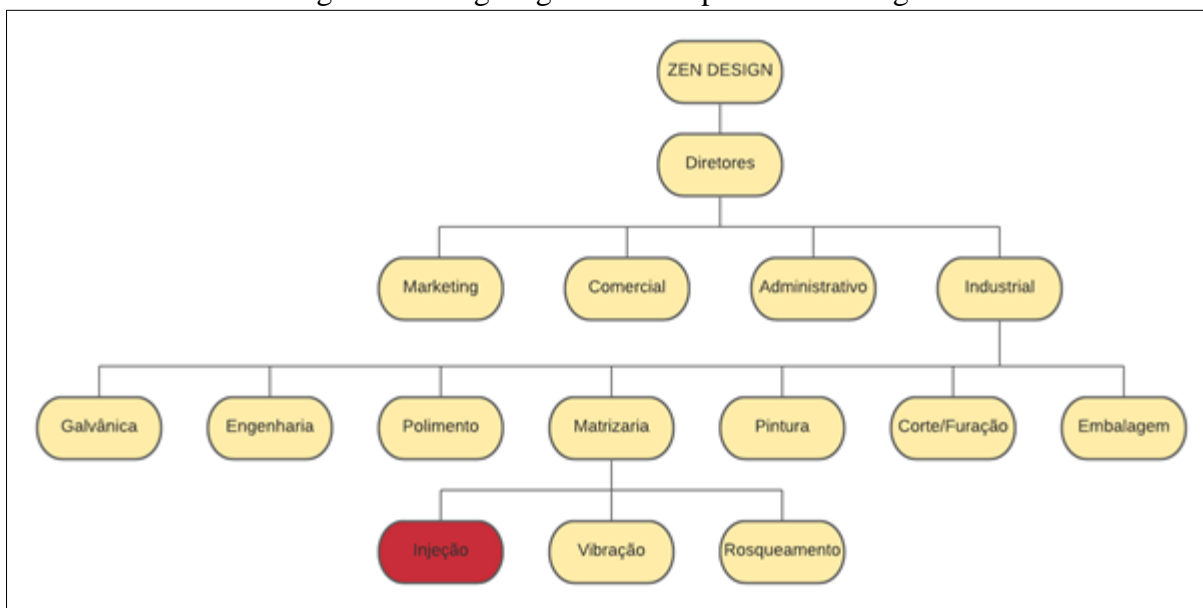 ZEN DESIGN
Diretores
Marketing
Comercial
Administrativo
Industrial
Galvânica
Engenharia
Polimento
Matrizaria
Pintura
Corte/Furação
Embalagem
Injeção
Vibração
Rosqueamento